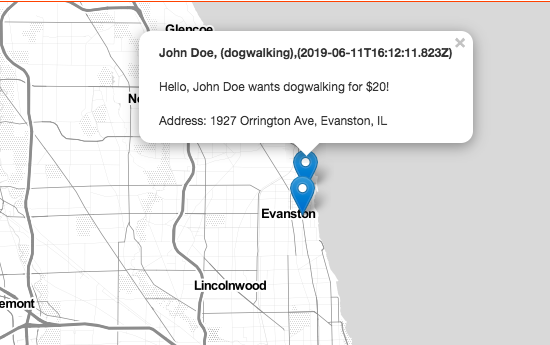 Glencoe
John Doe, (dogwalking),(2019-06-11T16:12:11.823Z)
×
Hello, John Doe wants dogwalking for $20!
Address: 1927 Orrington Ave, Evanston, IL
Evanston
Lincolnwood